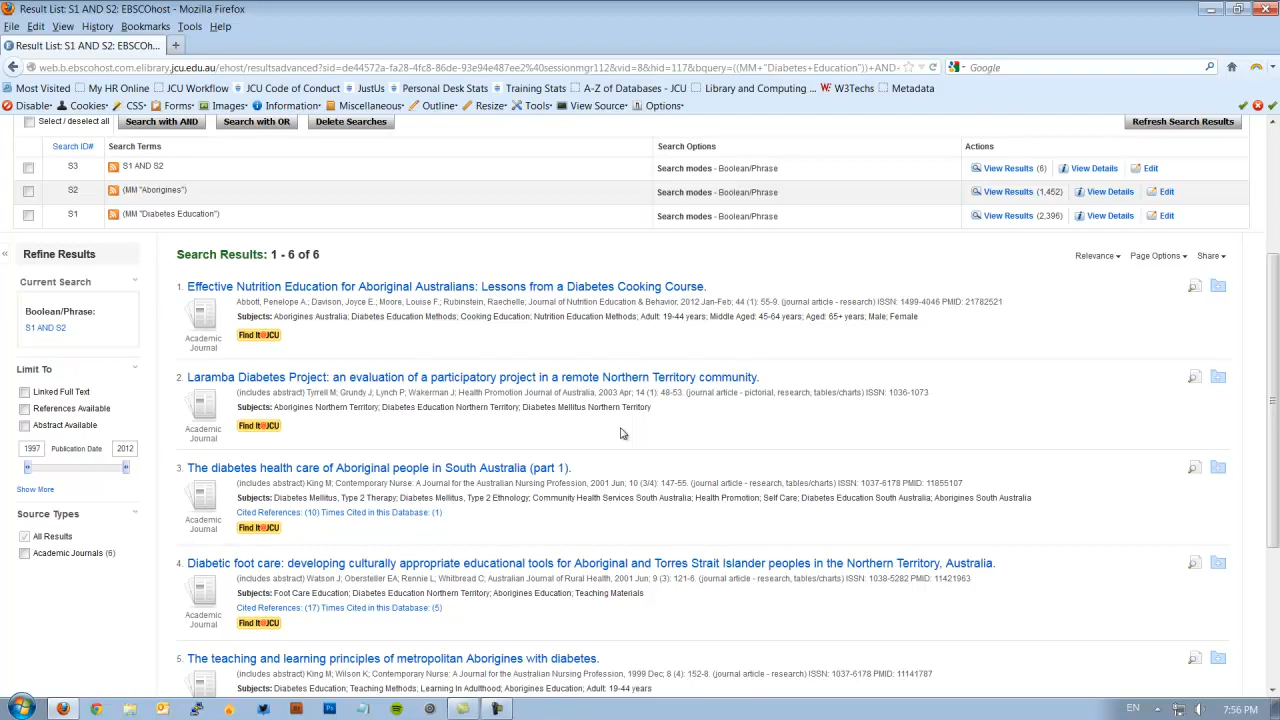 Result List: S1 AND S2: EBSCOhost - Mozilla Firefox
File Edit View History Bookmarks Tools Help
Result List: S1 AND S2: EBSCOh... +
web.b.ebscohost.com.elibrary.jcu.edu.au/ehost/resultsadvanced?sid=de44572a-fa28-4fc8-86de-93e94e487ee2%40sessionmgr112&vid=8&hid=117&bquery=((MM+"Diabetes+Education"))+AND- Google
Most Visited My HR Online JCU Workflow JCU Code of Conduct JustUs Personal Desk Stats Training Stats A-Z of Databases - JCU Library and Computing ... W3Techs Metadata
Disable Cookies CSS Forms Images Information Miscellaneous Outline Resize Tools View Source Options
Select / deselect all Search with AND Search with OR Delete Searches Refresh Search Results
Search ID# Search Terms Search Options Actions
S3 S1 AND S2 Search modes - Boolean/Phrase View Results (6) View Details Edit
S2 (MM "Aborigines") Search modes - Boolean/Phrase View Results (1,452) View Details Edit
S1 (MM "Diabetes Education") Search modes - Boolean/Phrase View Results (2,396) View Details Edit
« Refine Results
Current Search
Boolean/Phrase:
S1 AND S2
Limit To
Linked Full Text
References Available
Abstract Available
1997 Publication Date 2012
Show More
Source Types
All Results
Academic Journals (6)
Search Results: 1 - 6 of 6 Relevance Page Options Share
1. Effective Nutrition Education for Aboriginal Australians: Lessons from a Diabetes Cooking Course.
Abbott, Penelope A.; Davison, Joyce E.; Moore, Louise F.; Rubinstein, Raechelle; Journal of Nutrition Education & Behavior, 2012 Jan-Feb; 44 (1): 55-9. (journal article - research) ISSN: 1499-4046 PMID: 21782521
Subjects: Aborigines Australia; Diabetes Education Methods; Cooking Education; Nutrition Education Methods; Adult: 19-44 years; Middle Aged: 45-64 years; Aged: 65+ years; Male; Female
Find It@JCU
Academic
Journal
2. Laramba Diabetes Project: an evaluation of a participatory project in a remote Northern Territory community.
(includes abstract) Tyrrell M; Grundy J; Lynch P; Wakerman J; Health Promotion Journal of Australia, 2003 Apr; 14 (1): 48-53. (journal article - pictorial, research, tables/charts) ISSN: 1036-1073
Subjects: Aborigines Northern Territory; Diabetes Education Northern Territory; Diabetes Mellitus Northern Territory
Find It@JCU
Academic
Journal
3. The diabetes health care of Aboriginal people in South Australia (part 1).
(includes abstract) King M; Contemporary Nurse: A Journal for the Australian Nursing Profession, 2001 Jun; 10 (3/4): 147-55. (journal article - research, tables/charts) ISSN: 1037-6178 PMID: 11855107
Subjects: Diabetes Mellitus, Type 2 Therapy; Diabetes Mellitus, Type 2 Ethnology; Community Health Services South Australia; Health Promotion; Self Care; Diabetes Education South Australia; Aborigines South Australia
Cited References: (10) Times Cited in this Database: (1)
Find It@JCU
Academic
Journal
4. Diabetic foot care: developing culturally appropriate educational tools for Aboriginal and Torres Strait Islander peoples in the Northern Territory, Australia.
(includes abstract) Watson J; Obersteller EA; Rennie L; Whitbread C; Australian Journal of Rural Health, 2001 Jun; 9 (3): 121-6. (journal article - research, tables/charts) ISSN: 1038-5282 PMID: 11421963
Subjects: Foot Care Education; Diabetes Education Northern Territory; Aborigines Education; Teaching Materials
Cited References: (17) Times Cited in this Database: (5)
Find It@JCU
Academic
Journal
5. The teaching and learning principles of metropolitan Aborigines with diabetes.
(includes abstract) King M; Wilson K; Contemporary Nurse: A Journal for the Australian Nursing Profession, 1999 Dec; 8 (4): 152-8. (journal article - research) ISSN: 1037-6178 PMID: 11141787
Subjects: Diabetes Education; Teaching Methods; Learning In Adulthood; Aborigines Education; Adult: 19-44 years
EN 7:56 PM